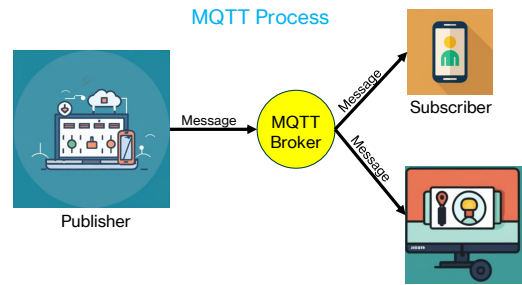 MQTT Process
Message
MQTT
Broker
Message
Message
Publisher
Subscriber